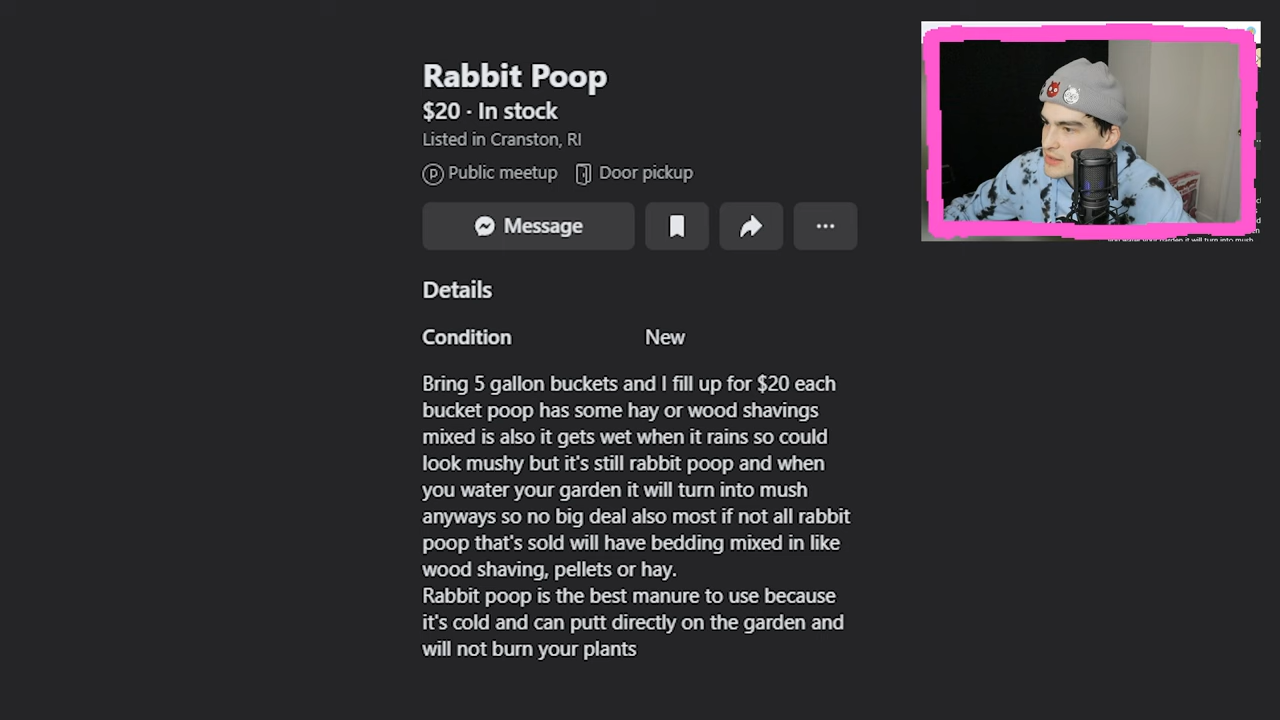 Rabbit Poop
$20 · In stock
Listed in Cranston, RI
P Public meetup Door pickup
Message
Details
Condition New
Bring 5 gallon buckets and I fill up for $20 each
bucket poop has some hay or wood shavings
mixed is also it gets wet when it rains so could
look mushy but it's still rabbit poop and when
you water your garden it will turn into mush
anyways so no big deal also most if not all rabbit
poop that's sold will have bedding mixed in like
wood shaving, pellets or hay.
Rabbit poop is the best manure to use because
it's cold and can putt directly on the garden and
will not burn your plants